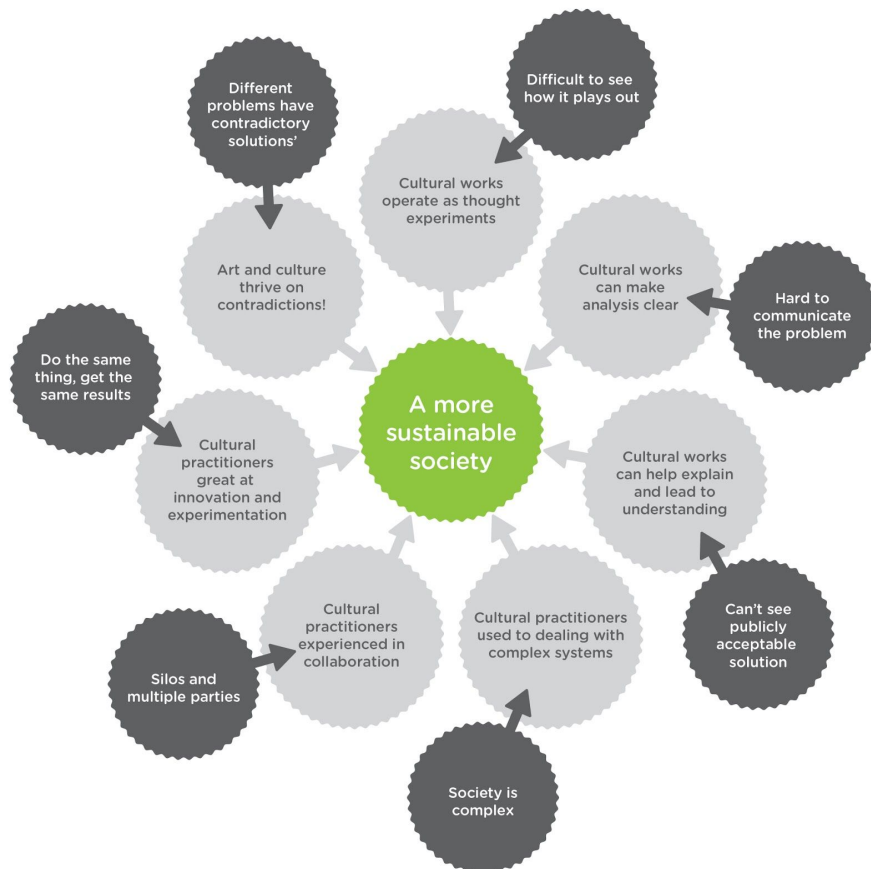 Different
problems have
contradictory
solutions’
Difficult to see
how it plays out
Cultural works
operate as thought
experiments
Art and culture
thrive on
contradictions!
Cultural works
can make
analysis clear
Hard to
communicate
the problem
Do the same
thing, get the
same results
A more
sustainable
society
Cultural
practitioners
great at
innovation and
experimentation
Cultural works
can help explain
and lead to
understanding
Cultural
practitioners
experienced in
collaboration
Cultural practitioners
used to dealing with
complex systems
Can’t see
publicly
acceptable
solution
Silos and
multiple parties
Society is
complex